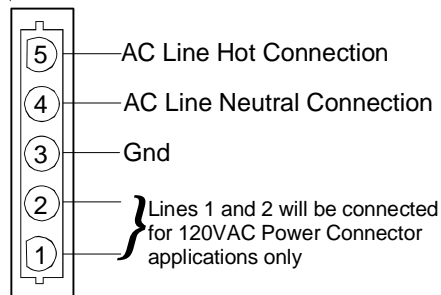 5 AC Line Hot Connection
4 AC Line Neutral Connection
3 Gnd
2
1
Lines 1 and 2 will be connected
for 120VAC Power Connector
applications only